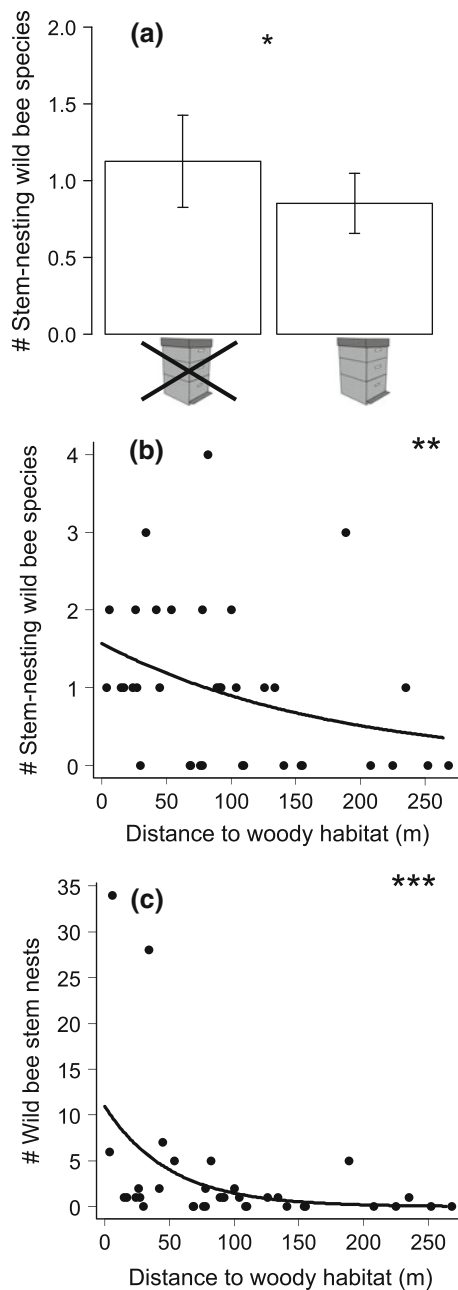 (a)
*
# Stem-nesting wild bee species
2.0
1.5
1.0
0.5
0.0
(b)
**
# Stem-nesting wild bee species
4
3
2
1
0
0 50 100 150 200 250
Distance to woody habitat (m)
(c)
***
# Wild bee stem nests
35
30
25
20
15
10
5
0
0 50 100 150 200 250
Distance to woody habitat (m)